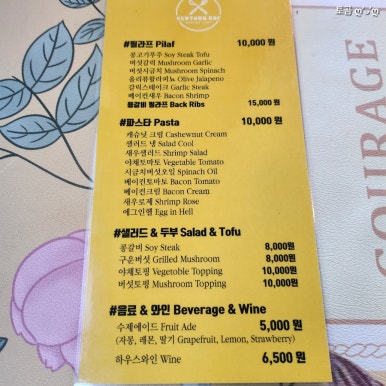 토곰
#필라프 Pilaf 10,000 원
콩고기부추 Soy Steak Tofu
버섯갈릭 Mushroom Garlic
버섯시금치 Mushroom Spinach
올리브할라피뇨 Olive Jalapeno
갈릭스테이크 Garlic Steak
베이컨새우 Bacon Shrimp
등갈비 필라프 Back Ribs 15,000 원
#파스타 Pasta 10,000 원
캐슈넛 크림 Cashewnut Cream
샐러드 냉 Salad Cool
새우샐러드 Shrimp Salad
야채토마토 Vegetable Tomato
시금치버섯오일 Spinach Oil
베이컨토마토 Bacon Tomato
베이컨크림 Bacon Cream
새우로제 Shrimp Rose
에그인헬 Egg in Hell
#샐러드 & 두부 Salad & Tofu
콩갈비 Soy Steak 8,000원
구운버섯 Grilled Mushroom 8,000원
야채토핑 Vegetoble Topping 10,000원
버섯토핑 Mushroom Topping 10,000원
#음료 & 와인 Beverage & Wine
수제에이드 Fruit Ade 5,000 원
(자몽, 레몬, 딸기 Grapefruit, Lemon, Strawberry)
하우스와인 Wine 6,500 원
COURAGE